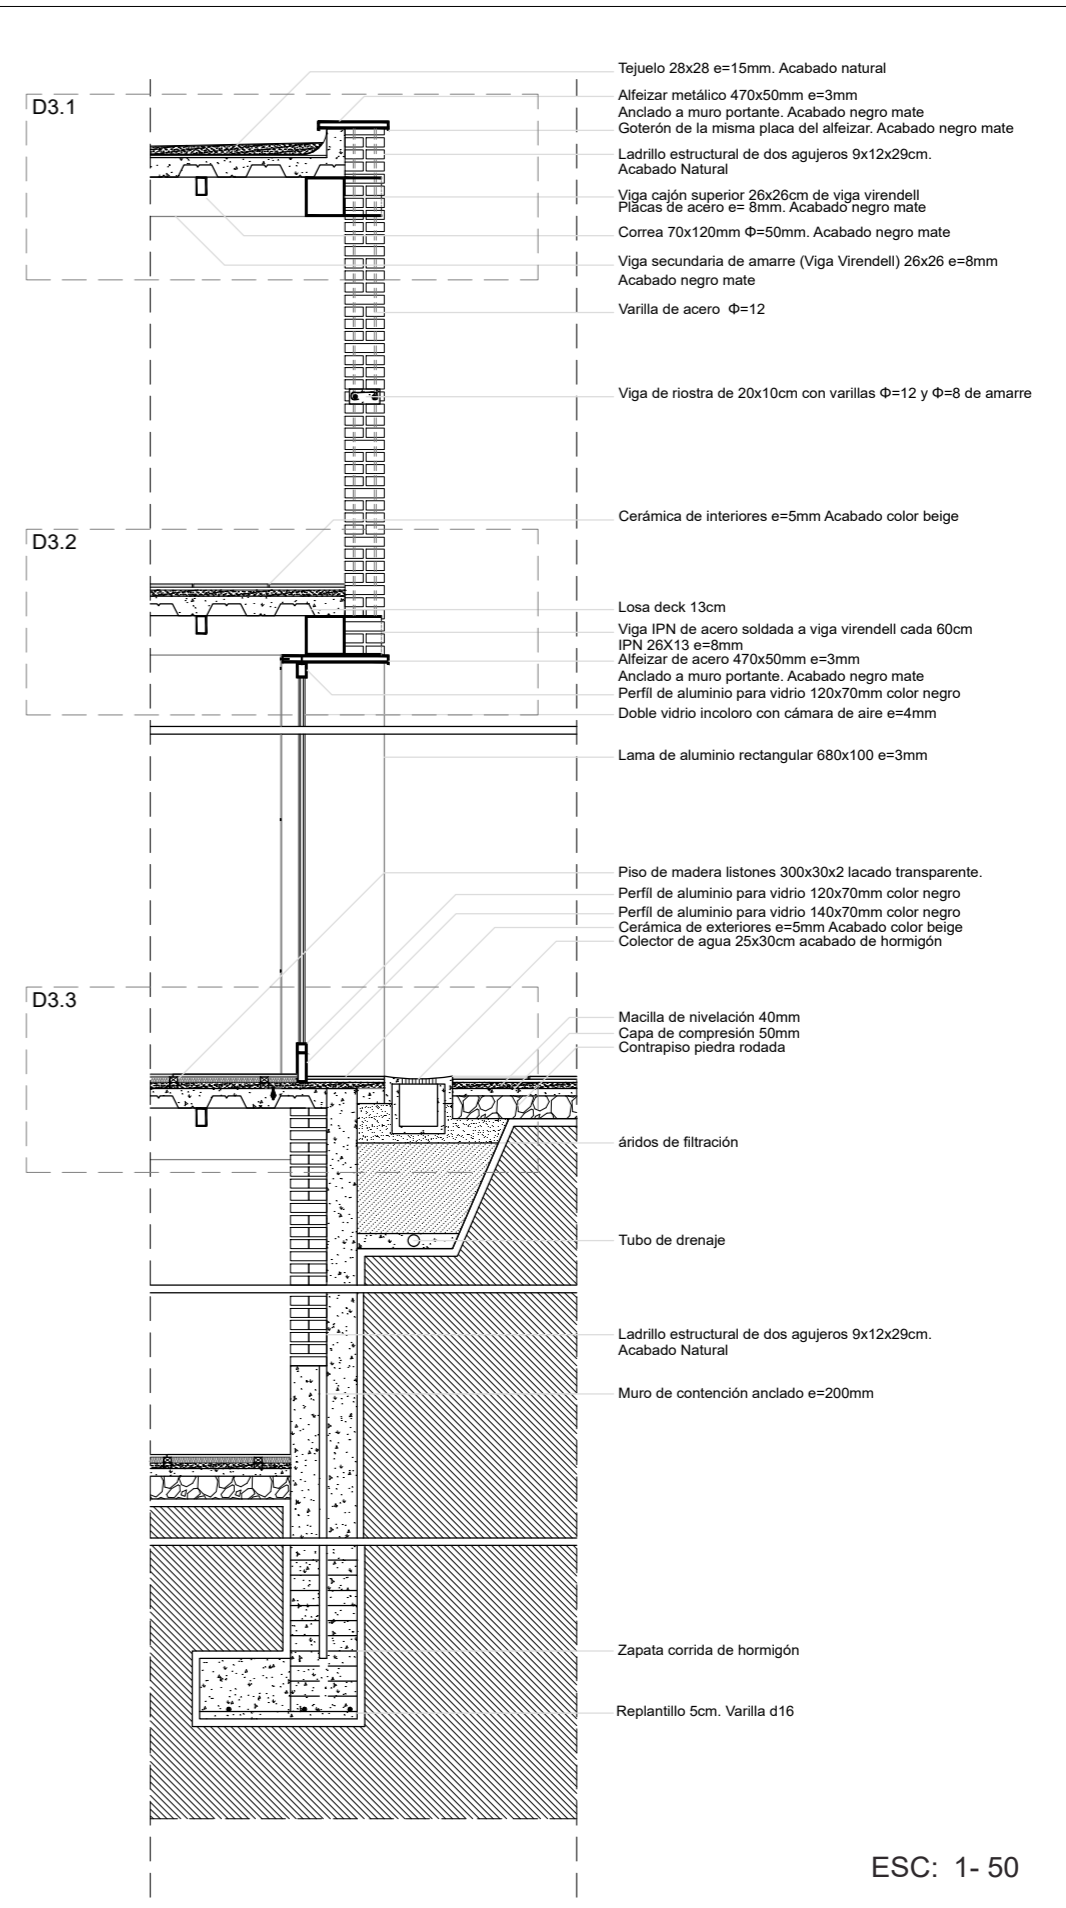 D3.1
Tejuelo 28x28 e=15mm. Acabado natural
Alfeizar metálico 470x50mm e=3mm
Anclado a muro portante. Acabado negro mate
Goterón de la misma placa del alfeizar. Acabado negro mate
Ladrillo estructural de dos agujeros 9x12x29cm.
Acabado Natural
Viga cajón superior 26x26cm de viga virendell
Placas de acero e= 8mm. Acabado negro mate
Correa 70x120mm Φ=50mm. Acabado negro mate
Viga secundaria de amarre (Viga Virendell) 26x26 e=8mm
Acabado negro mate
Varilla de acero Φ=12
Viga de riostra de 20x10cm con varillas Φ=12 y Φ=8 de amarre
D3.2
Cerámica de interiores e=5mm Acabado color beige
Losa deck 13cm
Viga IPN de acero soldada a viga virendell cada 60cm
IPN 26X13 e=8mm
Alfeizar de acero 470x50mm e=3mm
Anclado a muro portante. Acabado negro mate
Perfíl de aluminio para vidrio 120x70mm color negro
Doble vidrio incoloro con cámara de aire e=4mm
Lama de aluminio rectangular 680x100 e=3mm
Piso de madera listones 300x30x2 lacado transparente.
Perfíl de aluminio para vidrio 120x70mm color negro
Perfíl de aluminio para vidrio 140x70mm color negro
Cerámica de exteriores e=5mm Acabado color beige
Colector de agua 25x30cm acabado de hormigón
D3.3
Macilla de nivelación 40mm
Capa de compresión 50mm
Contrapiso piedra rodada
áridos de filtración
Tubo de drenaje
Ladrillo estructural de dos agujeros 9x12x29cm.
Acabado Natural
Muro de contención anclado e=200mm
Zapata corrida de hormigón
Replantillo 5cm. Varilla d16
ESC: 1- 50